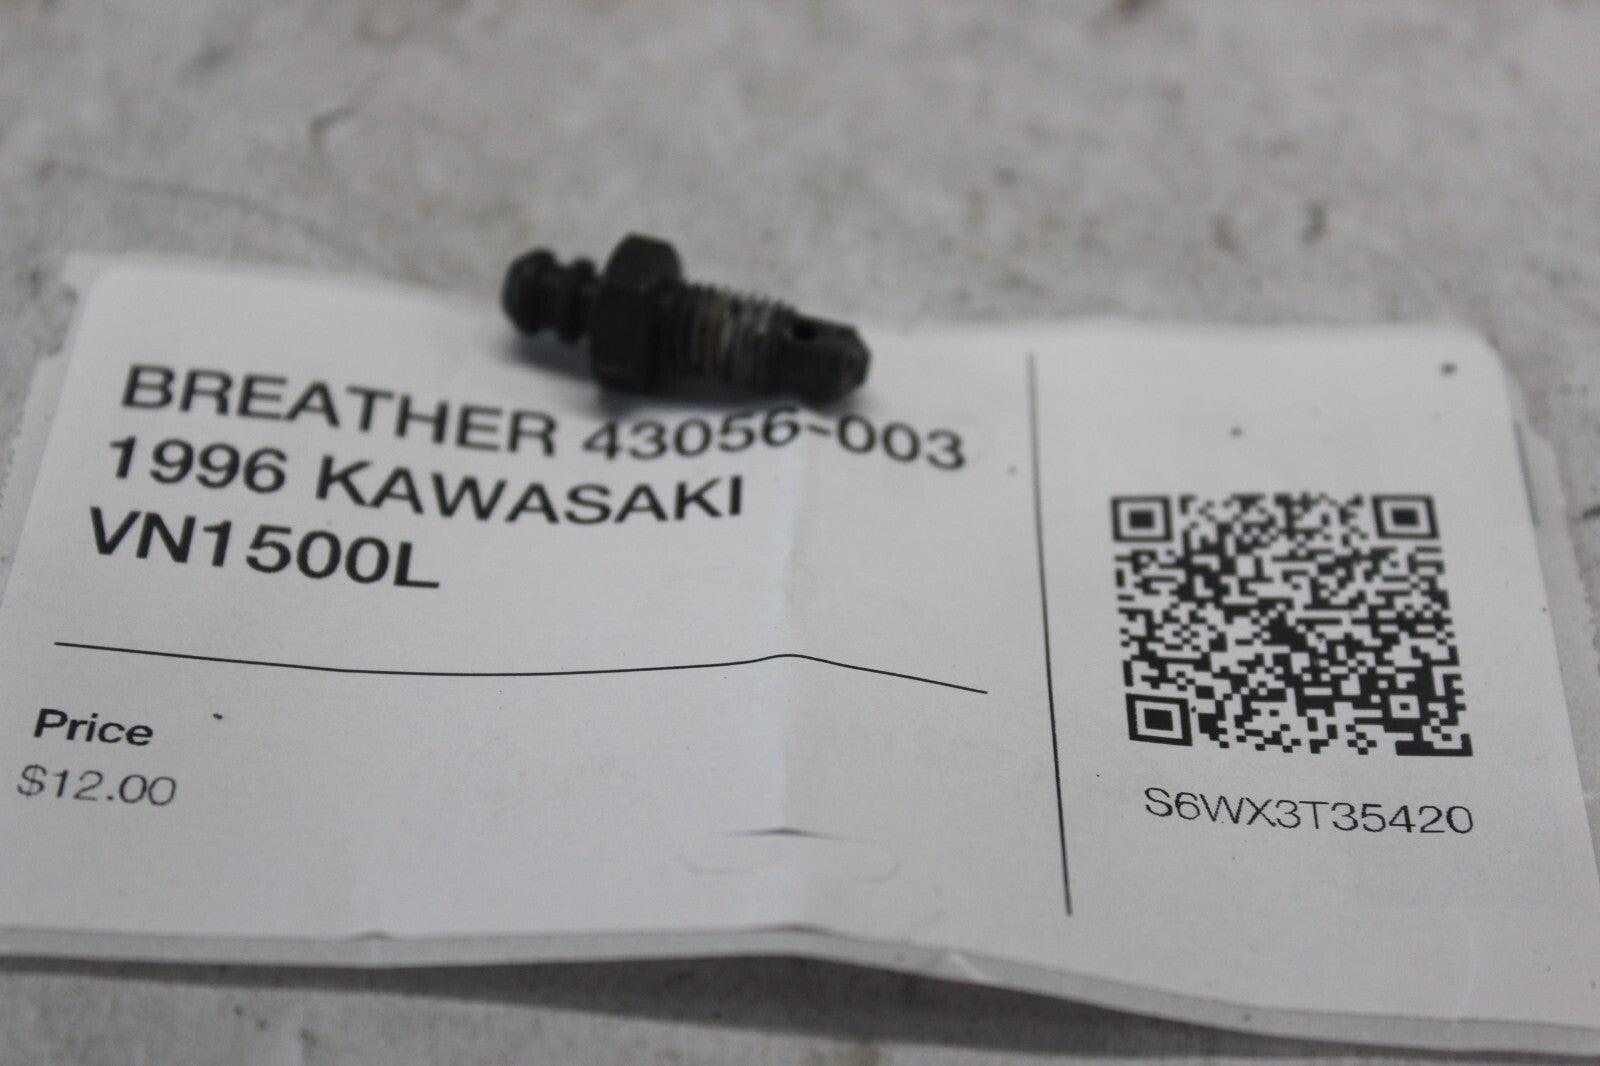 BREATHER 43056-003
1996 KAWASAKI
VN1500L
Price
$12.00
S6WX3T35420